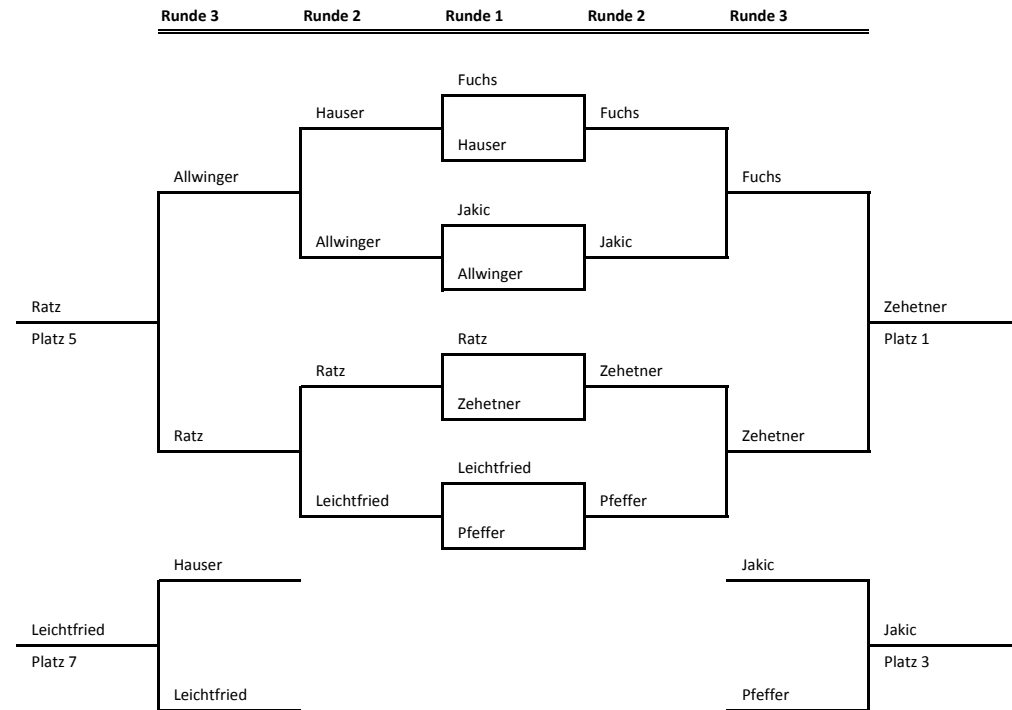 Runde 3 Runde 2 Runde 1 Runde 2 Runde 3
Fuchs
Hauser Fuchs
Hauser
Allwinger Fuchs
Jakic
Allwinger Jakic
Allwinger
Ratz Zehetner
Platz 5 Platz 1
Ratz
Ratz Zehetner
Zehetner
Ratz Zehetner
Leichtfried
Leichtfried Pfeffer
Pfeffer
Hauser Jakic
Leichtfried Jakic
Platz 7 Platz 3
Leichtfried Pfeffer